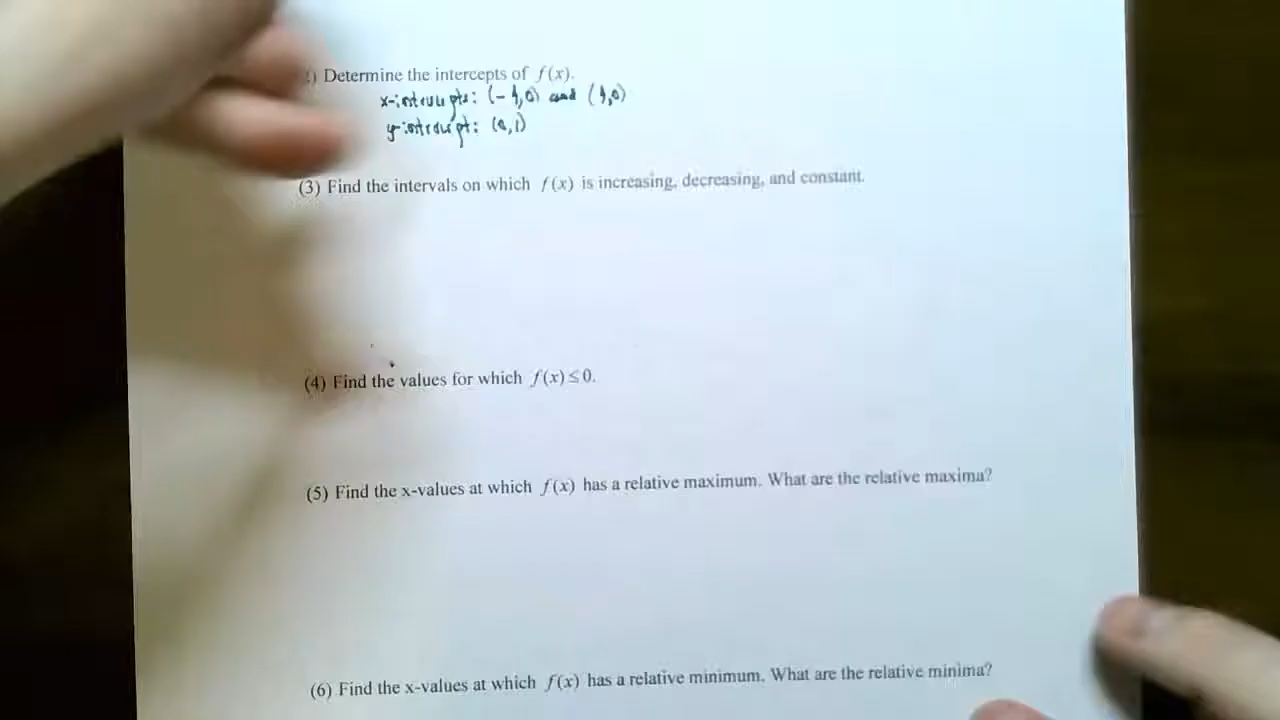 ) Determine the intercepts of f(x).
x-intercepts: (-4,0) and (4,0)
y-intercept: (0,1)
(3) Find the intervals on which f(x) is increasing, decreasing, and constant.
(4) Find the values for which f(x) ≤ 0.
(5) Find the x-values at which f(x) has a relative maximum. What are the relative maxima?
(6) Find the x-values at which f(x) has a relative minimum. What are the relative minima?